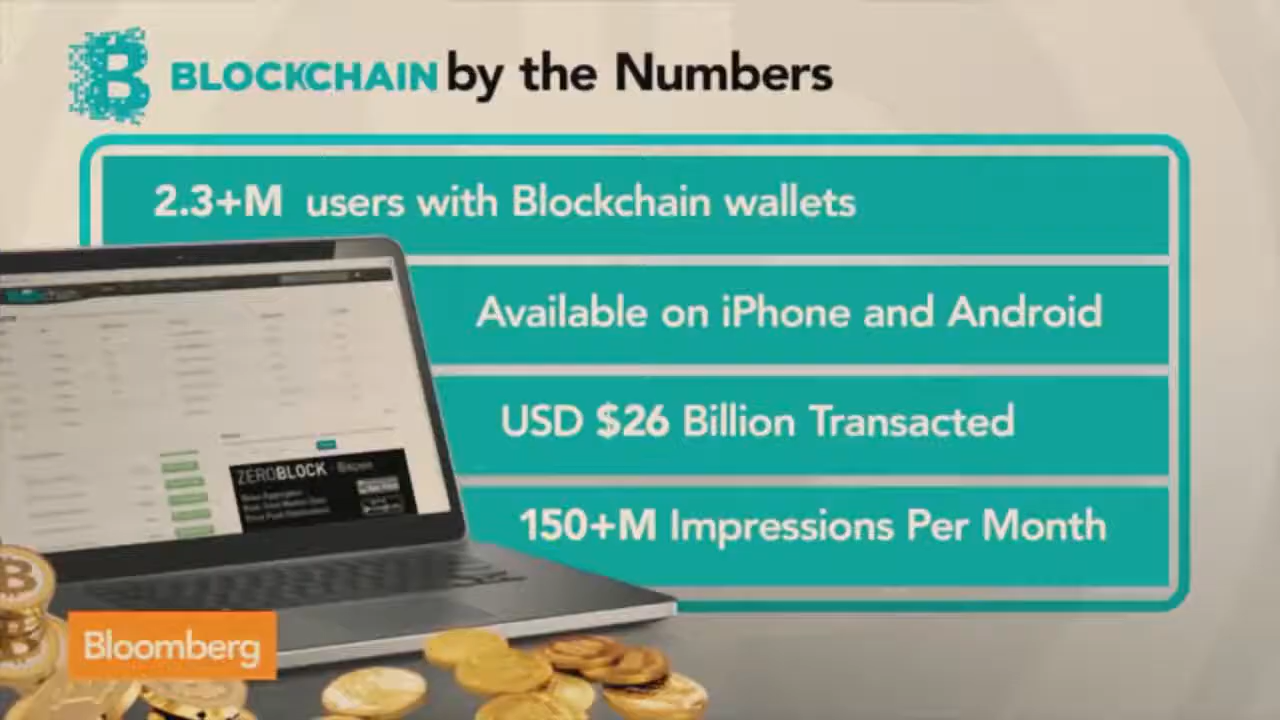 BLOCKCHAIN by the Numbers
2.3+M users with Blockchain wallets
Available on iPhone and Android
USD $26 Billion Transacted
150+M Impressions Per Month
ZEROBLOCK
Bloomberg